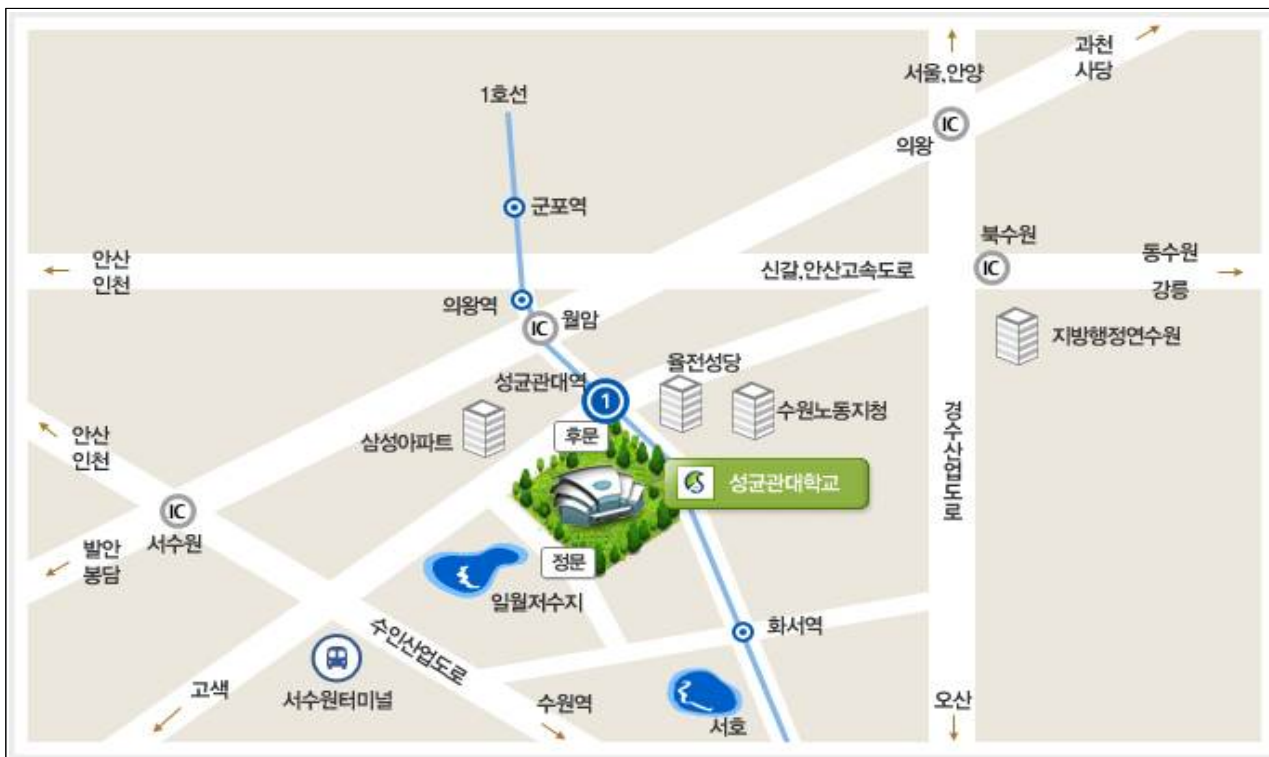 과천
사당
서울,안양
1호선
IC
의왕
군포역
북수원
안산
인천
신갈,안산고속도로
IC
동수원
강릉
의왕역
IC
월암
지방행정연수원
율전성당
성균관대역
1
수원노동지청
삼성아파트
후문
경수산업도로
안산
인천
성균관대학교
IC
서수원
발안
봉담
정문
일월저수지
수인산업도로
화서역
고색
서수원터미널
수원역
서호
오산